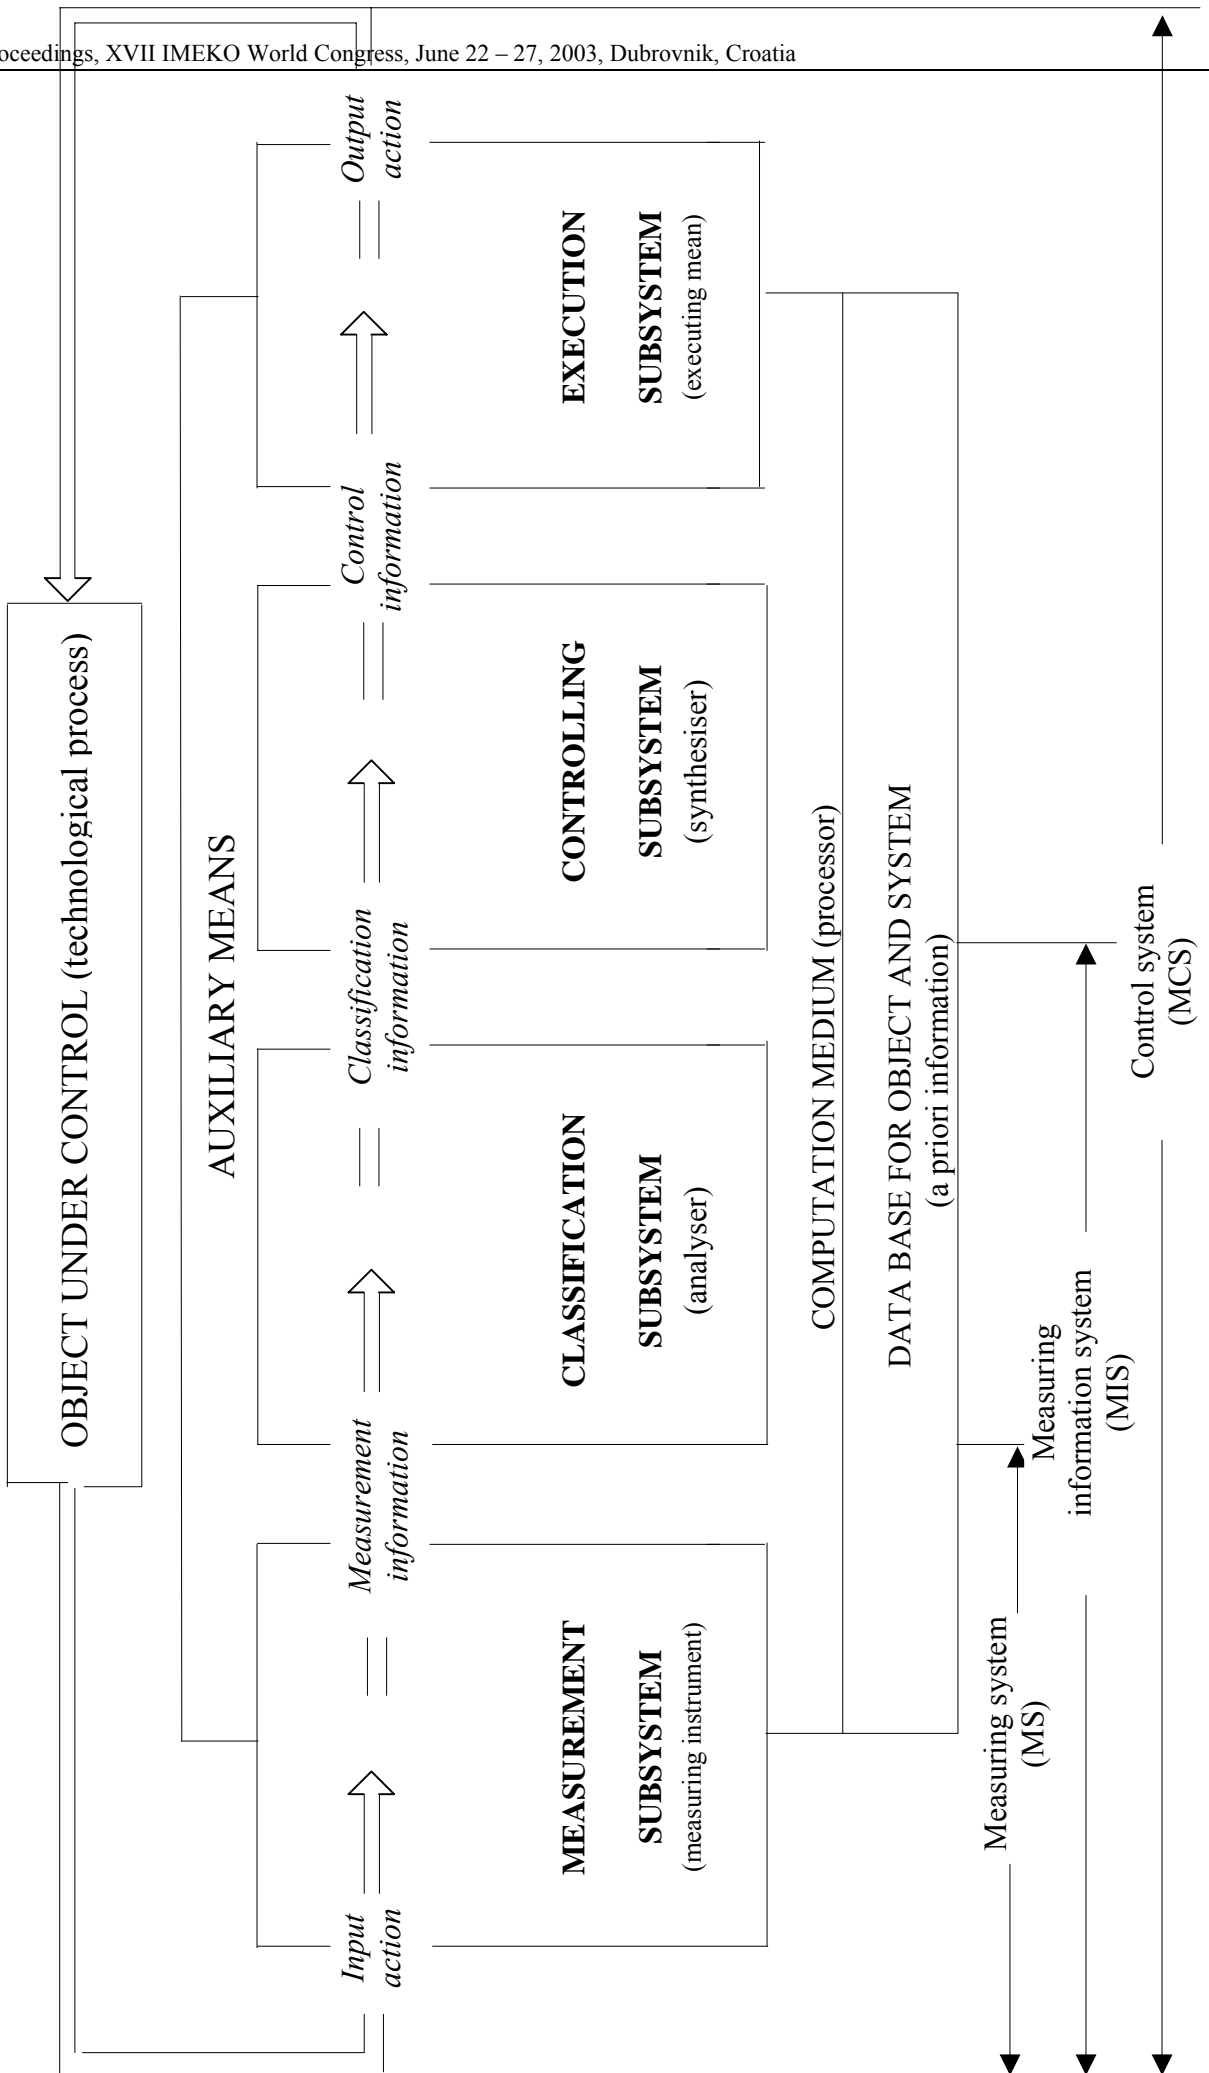 oceedings, XVII IMEKO World Congress, June 22 – 27, 2003, Dubrovnik, Croatia
OBJECT UNDER CONTROL (technological process)
AUXILIARY MEANS
Input
action
Measurement
information
Classification
information
Control
information
Output
action
MEASUREMENT
SUBSYSTEM
(measuring instrument)
CLASSIFICATION
SUBSYSTEM
(analyser)
CONTROLLING
SUBSYSTEM
(synthesiser)
EXECUTION
SUBSYSTEM
(executing mean)
COMPUTATION MEDIUM (processor)
DATA BASE FOR OBJECT AND SYSTEM
(a priori information)
Measuring system
(MS)
Measuring
information system
(MIS)
Control system
(MCS)